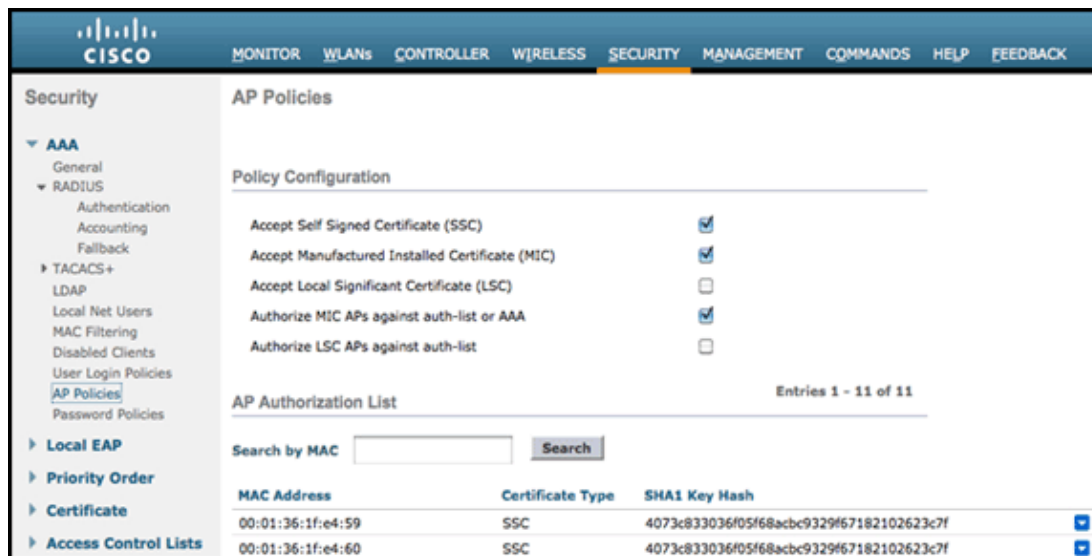 CISCO
MONITOR WLANs CONTROLLER WIRELESS SECURITY MANAGEMENT COMMANDS HELP FEEDBACK
Security
AAA
General
RADIUS
Authentication
Accounting
Fallback
TACACS+
LDAP
Local Net Users
MAC Filtering
Disabled Clients
User Login Policies
AP Policies
Password Policies
Local EAP
Priority Order
Certificate
Access Control Lists
AP Policies
Policy Configuration
Accept Self Signed Certificate (SSC)
Accept Manufactured Installed Certificate (MIC)
Accept Local Significant Certificate (LSC)
Authorize MIC APs against auth-list or AAA
Authorize LSC APs against auth-list
Entries 1 - 11 of 11
AP Authorization List
Search by MAC Search
MAC Address Certificate Type SHA1 Key Hash
00:01:36:1f:e4:59 SSC 4073c833036f05f68acbc9329f67182102623c7f
00:01:36:1f:e4:60 SSC 4073c833036f05f68acbc9329f67182102623c7f